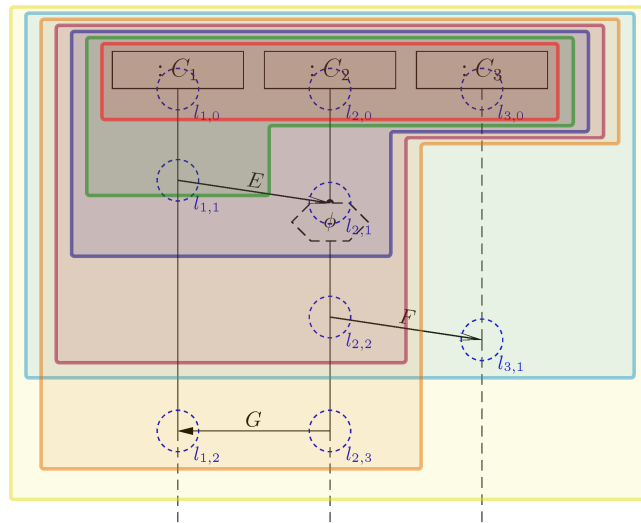 : C₁ : C₂ : C₃
l₁,₀ l₂,₀ l₃,₀
E
l₁,₁ l₂,₁
ϕ
F
l₂,₂
l₃,₁
G
l₁,₂ l₂,₃